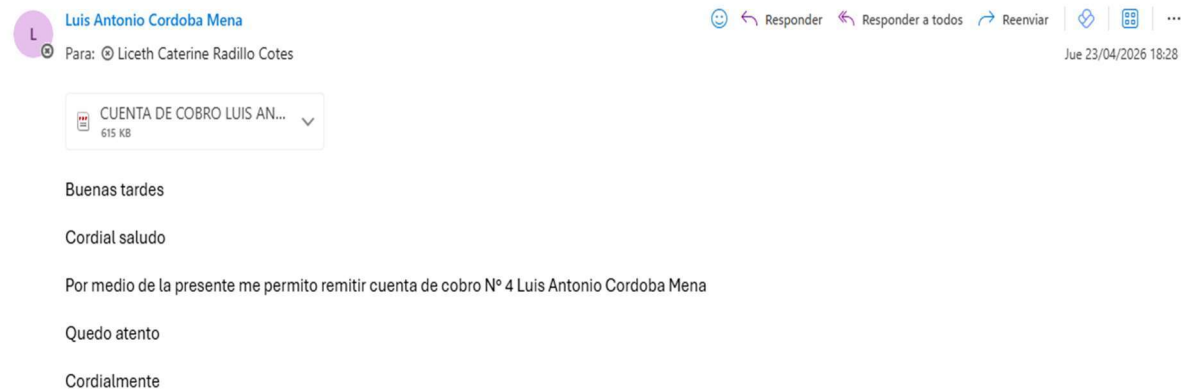 Luis Antonio Cordoba Mena
Responder
Responder a todos
Reenviar
L
Para: Liceth Caterine Radillo Cotes
Jue 23/04/2026 18:28
CUENTA DE COBRO LUIS AN...
615 KB
Buenas tardes
Cordial saludo
Por medio de la presente me permito remitir cuenta de cobro Nº 4 Luis Antonio Cordoba Mena
Quedo atento
Cordialmente